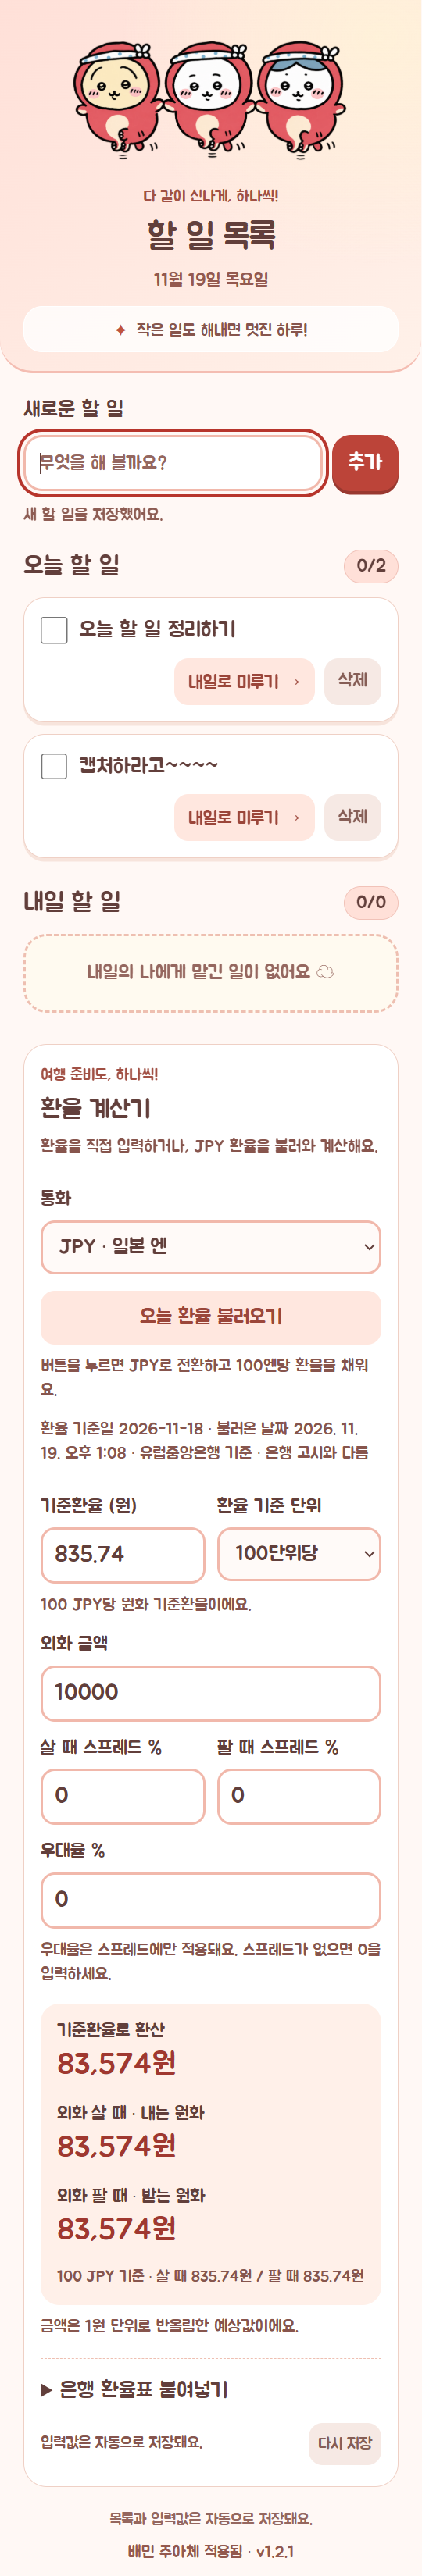 다 같이 신나게, 하나씩!
할 일 목록
11월 19일 목요일
✦ 작은 일도 해내면 멋진 하루!
새로운 할 일
무엇을 해 볼까요?
추가
새 할 일을 저장했어요.
오늘 할 일
0/2
오늘 할 일 정리하기
내일로 미루기 →
삭제
캡처하라고~~~~
내일로 미루기 →
삭제
내일 할 일
0/0
내일의 나에게 맡긴 일이 없어요 ☁
여행 준비도, 하나씩!
환율 계산기
환율을 직접 입력하거나, JPY 환율을 불러와 계산해요.
통화
JPY · 일본 엔
오늘 환율 불러오기
버튼을 누르면 JPY로 전환하고 100엔당 환율을 채워
요.
환율 기준일 2026-11-18 · 불러온 날짜 2026. 11.
19. 오후 1:08 · 유럽중앙은행 기준 · 은행 고시와 다름
기준환율 (원)
환율 기준 단위
835.74
100단위당
100 JPY당 원화 기준환율이에요.
외화 금액
10000
살 때 스프레드 %
팔 때 스프레드 %
0
0
우대율 %
0
우대율은 스프레드에만 적용돼요. 스프레드가 없으면 0을
입력하세요.
기준환율로 환산
83,574원
외화 살 때 · 내는 원화
83,574원
외화 팔 때 · 받는 원화
83,574원
100 JPY 기준 · 살 때 835.74원 / 팔 때 835.74원
금액은 1원 단위로 반올림한 예상값이에요.
▶ 은행 환율표 붙여넣기
입력값은 자동으로 저장돼요.
다시 저장
목록과 입력값은 자동으로 저장돼요.
배민 주아체 적용됨 · v1.2.1